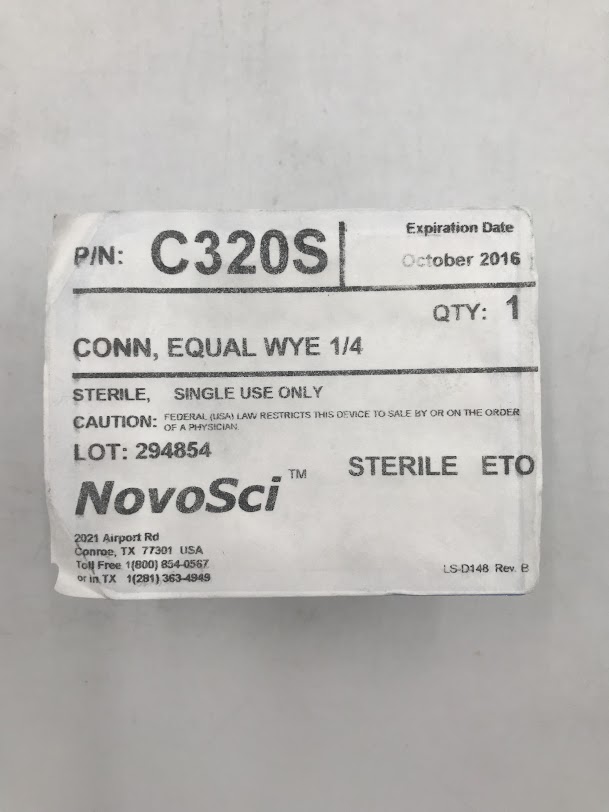 P/N: C320S
Expiration Date
October 2016
QTY: 1
CONN, EQUAL WYE 1/4
STERILE, SINGLE USE ONLY
CAUTION: FEDERAL (USA) LAW RESTRICTS THIS DEVICE TO SALE BY OR ON THE ORDER
OF A PHYSICIAN.
LOT: 294854
STERILE ETO
NovoSci™
2021 Airport Rd
Conroe, TX 77301 USA
Toll Free 1(800) 854-0567
or in TX 1(281) 363-4949
LS-D148 Rev. B